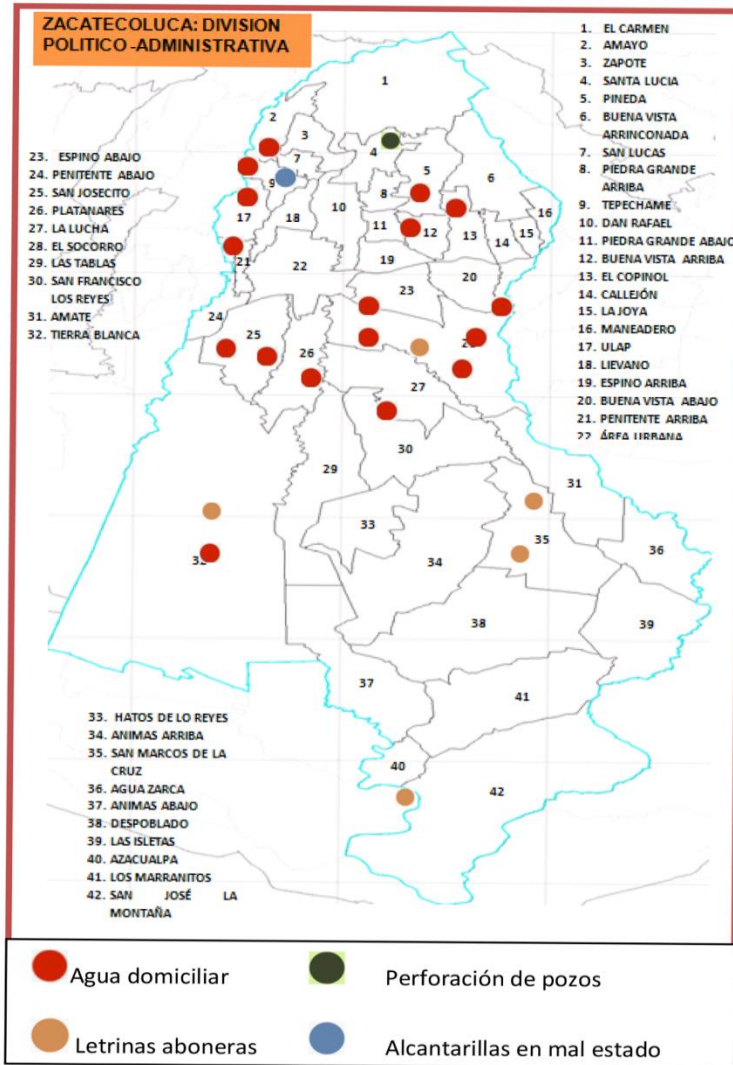 ZACATECOLUCA: DIVISION
POLITICO -ADMINISTRATIVA
1. EL CARMEN
2. AMAYO
3. ZAPOTE
4. SANTA LUCIA
5. PINEDA
6. BUENA VISTA
ARRINCONADA
7. SAN LUCAS
8. PIEDRA GRANDE
ARRIBA
9. TEPECHAME
10. DAN RAFAEL
11. PIEDRA GRANDE ABAJO
12. BUENA VISTA ARRIBA
13. EL COPINOL
14. CALLEJÓN
15. LA JOYA
16. MANEADERO
17. ULAP
18. LIEVANO
19. ESPINO ARRIBA
20. BUENA VISTA ABAJO
21. PENITENTE ARRIBA
22. ÁREA URBANA
23. ESPINO ABAJO
24. PENITENTE ABAJO
25. SAN JOSECITO
26. PLATANARES
27. LA LUCHA
28. EL SOCORRO
29. LAS TABLAS
30. SAN FRANCISCO
LOS REYES
31. AMATE
32. TIERRA BLANCA
1
2
3
7
4
5
6
9
8
16
17
18
10
11
12
13
14
15
21
22
19
20
23
24
25
26
27
30
29
31
33
35
36
34
32
38
39
37
41
40
42
33. HATOS DE LO REYES
34. ANIMAS ARRIBA
35. SAN MARCOS DE LA
CRUZ
36. AGUA ZARCA
37. ANIMAS ABAJO
38. DESPOBLADO
39. LAS ISLETAS
40. AZACUALPA
41. LOS MARRANITOS
42. SAN JOSÉ LA
MONTAÑA
Agua domiciliar
Perforación de pozos
Letrinas aboneras
Alcantarillas en mal estado